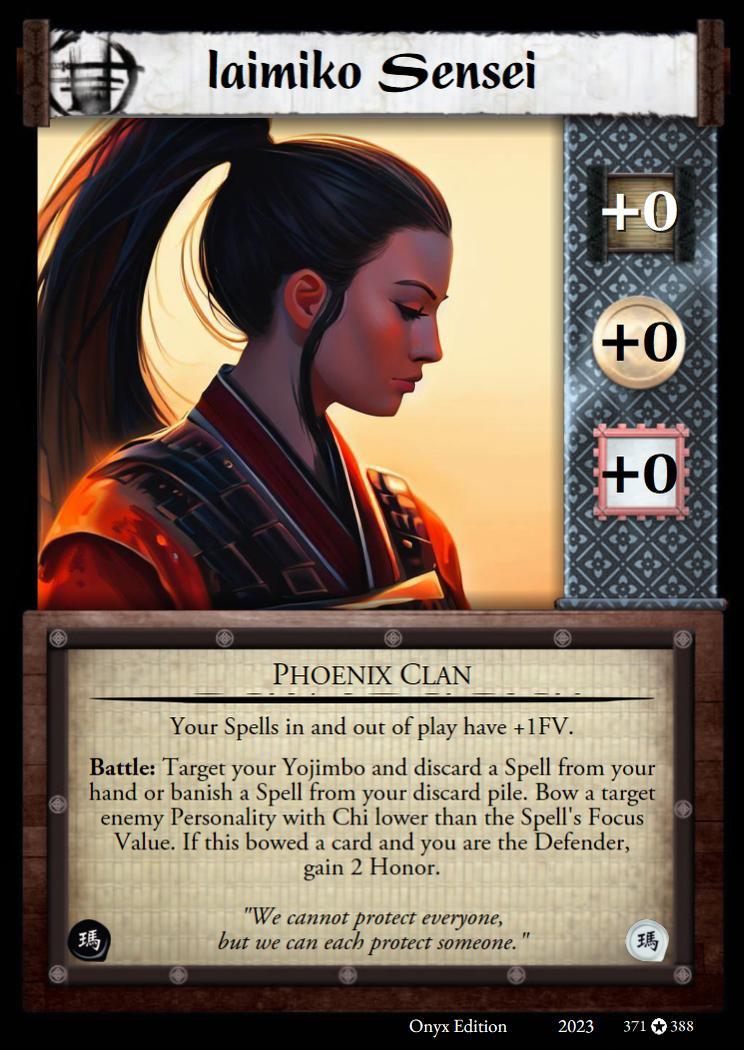 Iaimiko Sensei
+0
+0
+0
PHOENIX CLAN
Your Spells in and out of play have +1FV.
Battle: Target your Yojimbo and discard a Spell from your
hand or banish a Spell from your discard pile. Bow a target
enemy Personality with Chi lower than the Spell's Focus
Value. If this bowed a card and you are the Defender,
gain 2 Honor.
"We cannot protect everyone,
but we can each protect someone."
瑪
瑪
Onyx Edition 2023 371 388